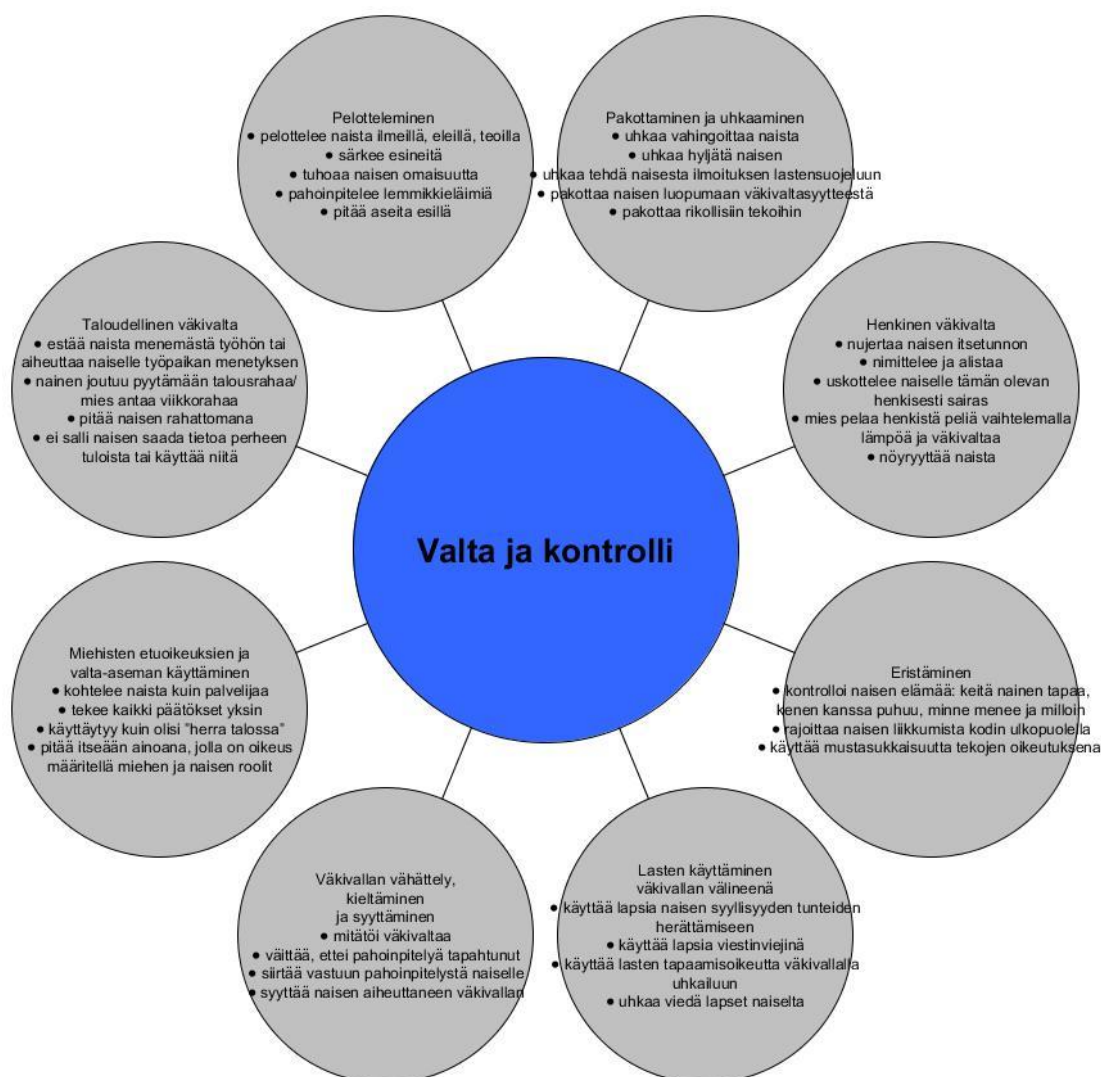 Pelotteleminen
● pelottelee naista ilmeillä, eleillä, teoilla
● särkee esineitä
● tuhoaa naisen omaisuutta
● pahoinpitelee lemmikkieläimiä
● pitää aseita esillä
Pakottaminen ja uhkaaminen
● uhkaa vahingoittaa naista
● uhkaa hyljätä naisen
● uhkaa tehdä naisesta ilmoituksen lastensuojeluun
● pakottaa naisen luopumaan väkivaltasyytteestä
● pakottaa rikollisiin tekoihin
Taloudellinen väkivalta
● estää naista menemästä työhön tai
aiheuttaa naiselle työpaikan menetyksen
● nainen joutuu pyytämään talousrahaa/
mies antaa viikkorahaa
● pitää naisen rahattomana
● ei salli naisen saada tietoa perheen
tuloista tai käyttää niitä
Henkinen väkivalta
● nujertaa naisen itsetunnon
● nimittelee ja alistaa
● uskottelee naiselle tämän olevan
henkisesti sairas
● mies pelaa henkistä peliä vaihtelemalla
lämpöä ja väkivaltaa
● nöyryyttää naista
Valta ja kontrolli
Miehisten etuoikeuksien ja
valta-aseman käyttäminen
● kohtelee naista kuin palvelijaa
● tekee kaikki päätökset yksin
● käyttäytyy kuin olisi ”herra talossa”
● pitää itseään ainoana, jolla on oikeus
määritellä miehen ja naisen roolit
Eristäminen
● kontrolloi naisen elämää: keitä nainen tapaa,
kenen kanssa puhuu, minne menee ja milloin
● rajoittaa naisen liikkumista kodin ulkopuolella
● käyttää mustasukkaisuutta tekojen oikeutuksena
Väkivallan vähättely,
kieltäminen
ja syyttäminen
● mitätöi väkivaltaa
● väittää, ettei pahoinpitelyä tapahtunut
● siirtää vastuun pahoinpitelystä naiselle
● syyttää naisen aiheuttaneen väkivallan
Lasten käyttäminen
väkivallan välineenä
● käyttää lapsia naisen syyllisyyden tunteiden
herättämiseen
● käyttää lapsia viestinviejinä
● käyttää lasten tapaamisoikeutta väkivallalla
uhkailuun
● uhkaa viedä lapset naiselta